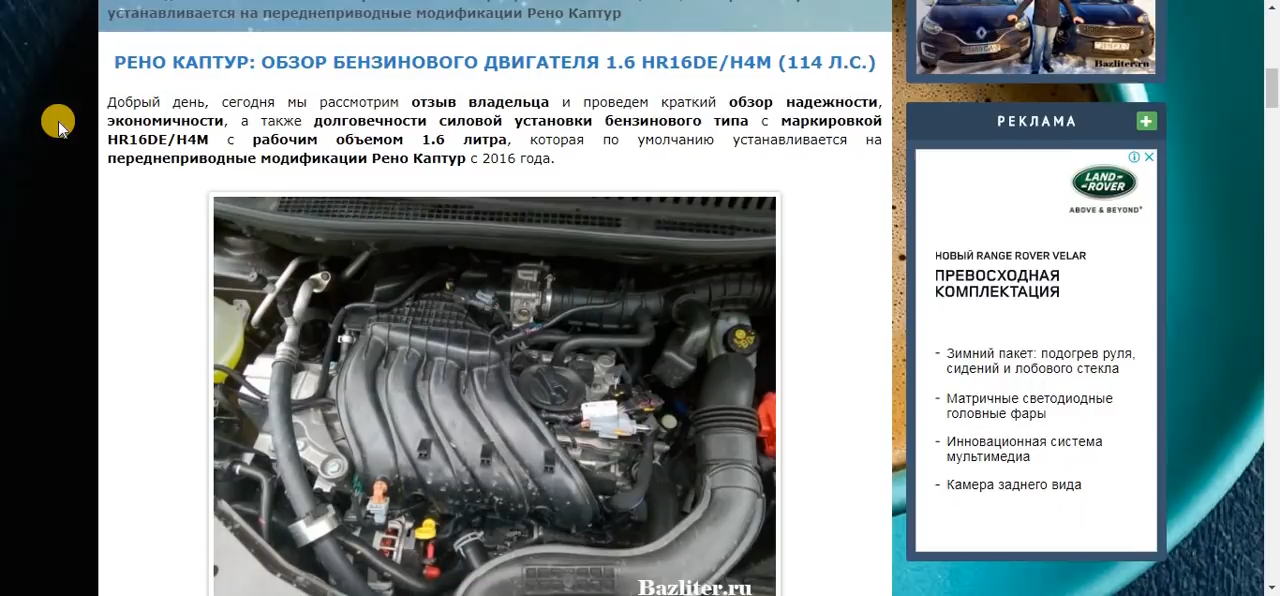 устанавливается на переднеприводные модификации Рено Каптур
РЕНО КАПТУР: ОБЗОР БЕНЗИНОВОГО ДВИГАТЕЛЯ 1.6 HR16DE/H4M (114 Л.С.)
Добрый день, сегодня мы рассмотрим отзыв владельца и проведем краткий обзор надежности,
экономичности, а также долговечности силовой установки бензинового типа с маркировкой
HR16DE/H4M с рабочим объемом 1.6 литра, которая по умолчанию устанавливается на
переднеприводные модификации Рено Каптур с 2016 года.
Bazliter.ru
Bazliter.ru
РЕКЛАМА
LAND-
ROVER
ABOVE & BEYOND
НОВЫЙ RANGE ROVER VELAR
ПРЕВОСХОДНАЯ
КОМПЛЕКТАЦИЯ
- Зимний пакет: подогрев руля,
сидений и лобового стекла
- Матричные светодиодные
головные фары
- Инновационная система
мультимедиа
- Камера заднего вида